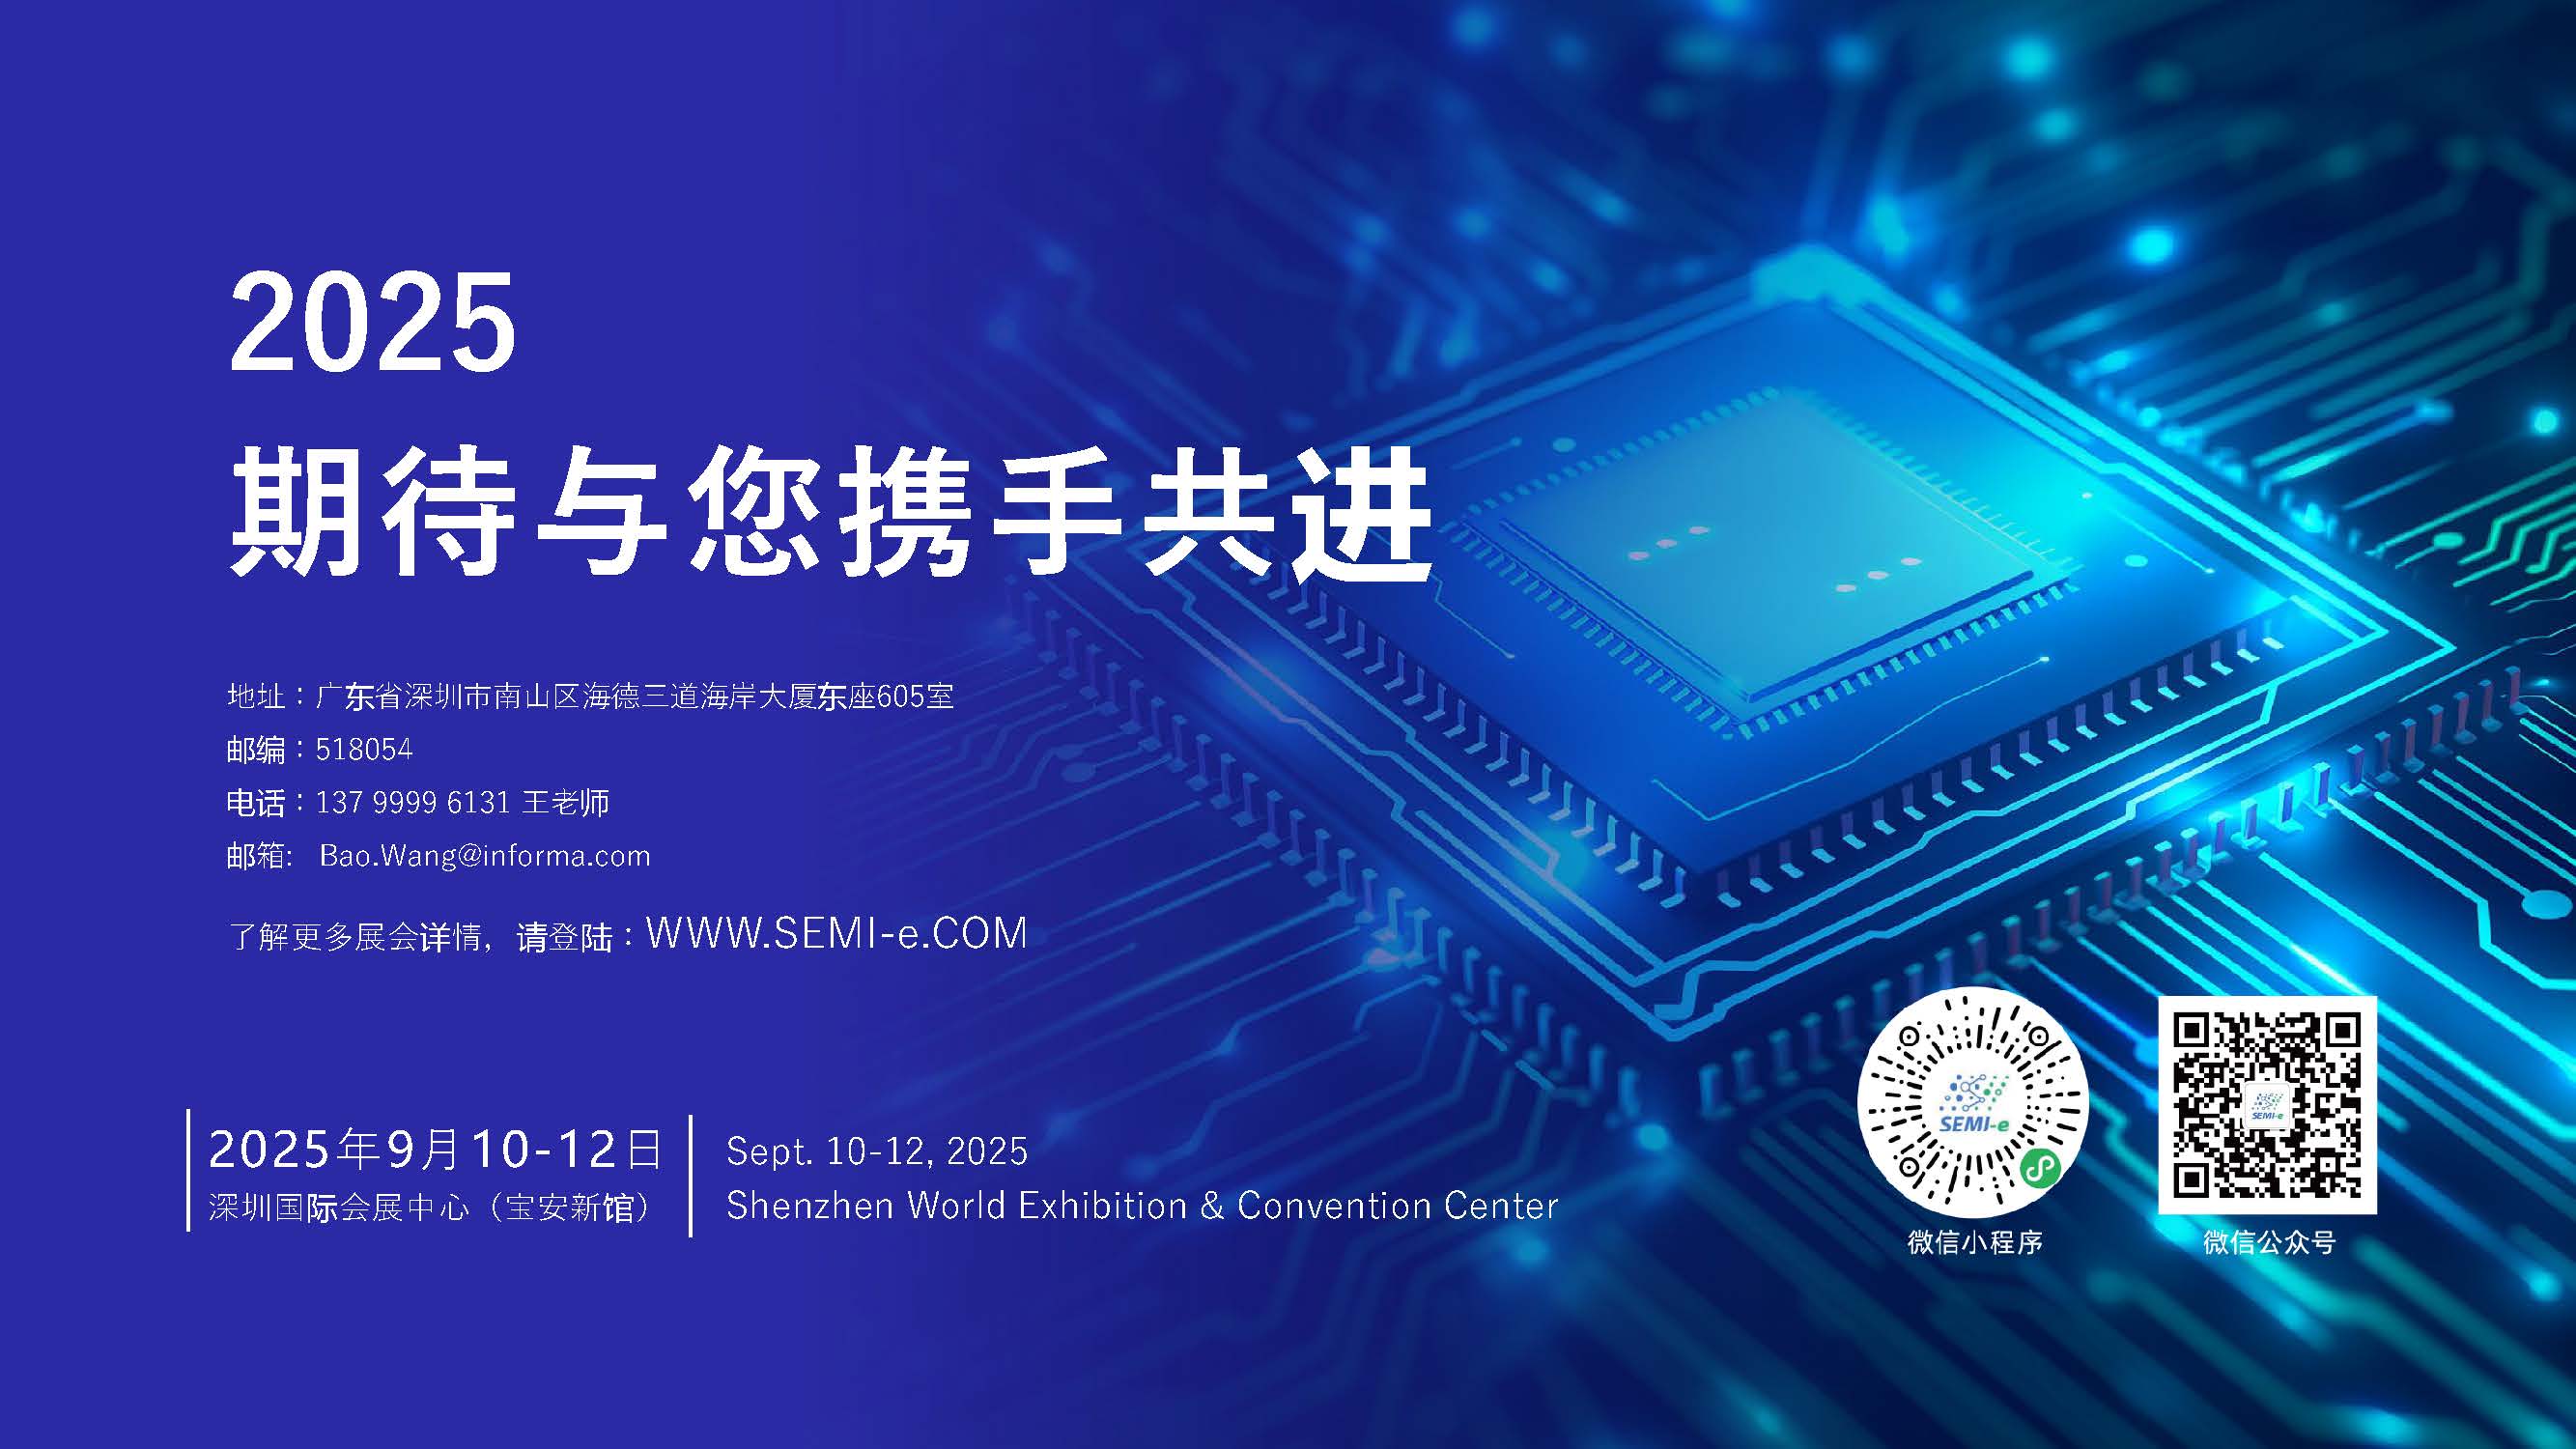 2025
期待与您携手共进
地址：广东省深圳市南山区海德三道海岸大厦东座605室
邮编：518054
电话：137 9999 6131 王老师
邮箱:  Bao.Wang@informa.com
了解更多展会详情，请登陆：WWW.SEMI-e.COM
2025年9月10-12日
深圳国际会展中心（宝安新馆）
Sept. 10-12, 2025
Shenzhen World Exhibition & Convention Center
SEMI-e
微信小程序
SEMI-e
微信公众号